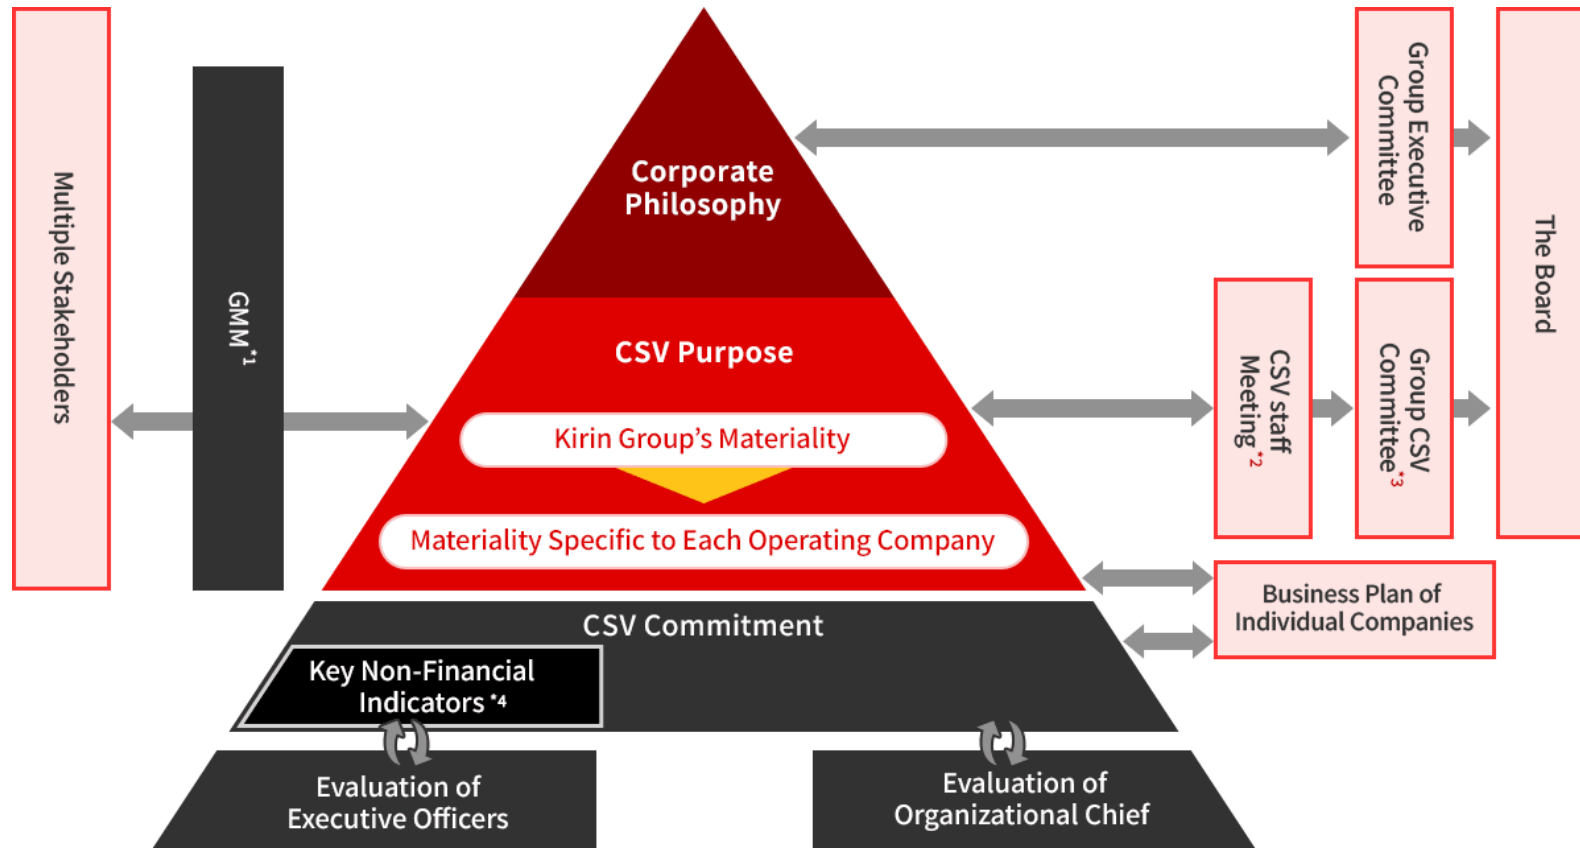 Multiple Stakeholders
GMM*1
Corporate
Philosophy
CSV Purpose
Kirin Group’s Materiality
Materiality Specific to Each Operating Company
CSV Commitment
Key Non-Financial
Indicators *4
Evaluation of
Executive Officers
Evaluation of
Organizational Chief
Group Executive
Committee
CSV staff
Meeting*2
Group CSV
Committee*3
The Board
Business Plan of
Individual Companies